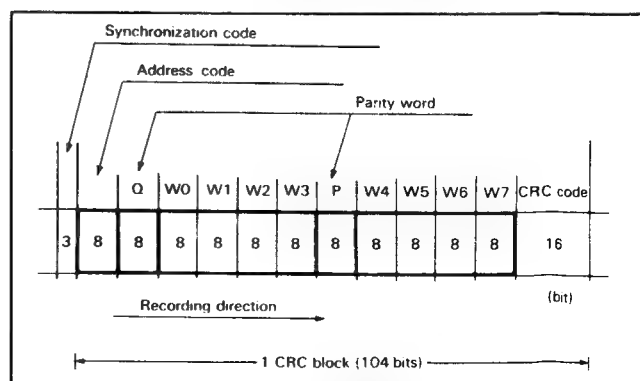 Synchronization code
Address code
Parity word
Q W0 W1 W2 W3 P W4 W5 W6 W7 CRC code
3 8 8 8 8 8 8 8 8 8 8 8 16
(bit)
Recording direction
1 CRC block (104 bits)